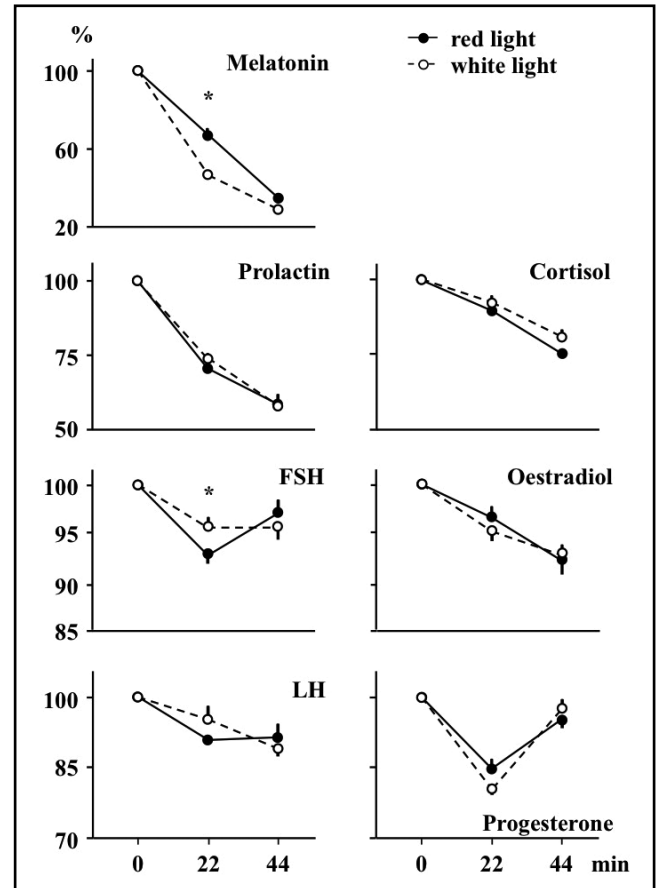 %
red light
white light
Melatonin
100
*
60
20
Prolactin
Cortisol
100
75
50
FSH
Oestradiol
100
*
95
90
85
LH
100
85
70
Progesterone
0 22 44 0 22 44 min